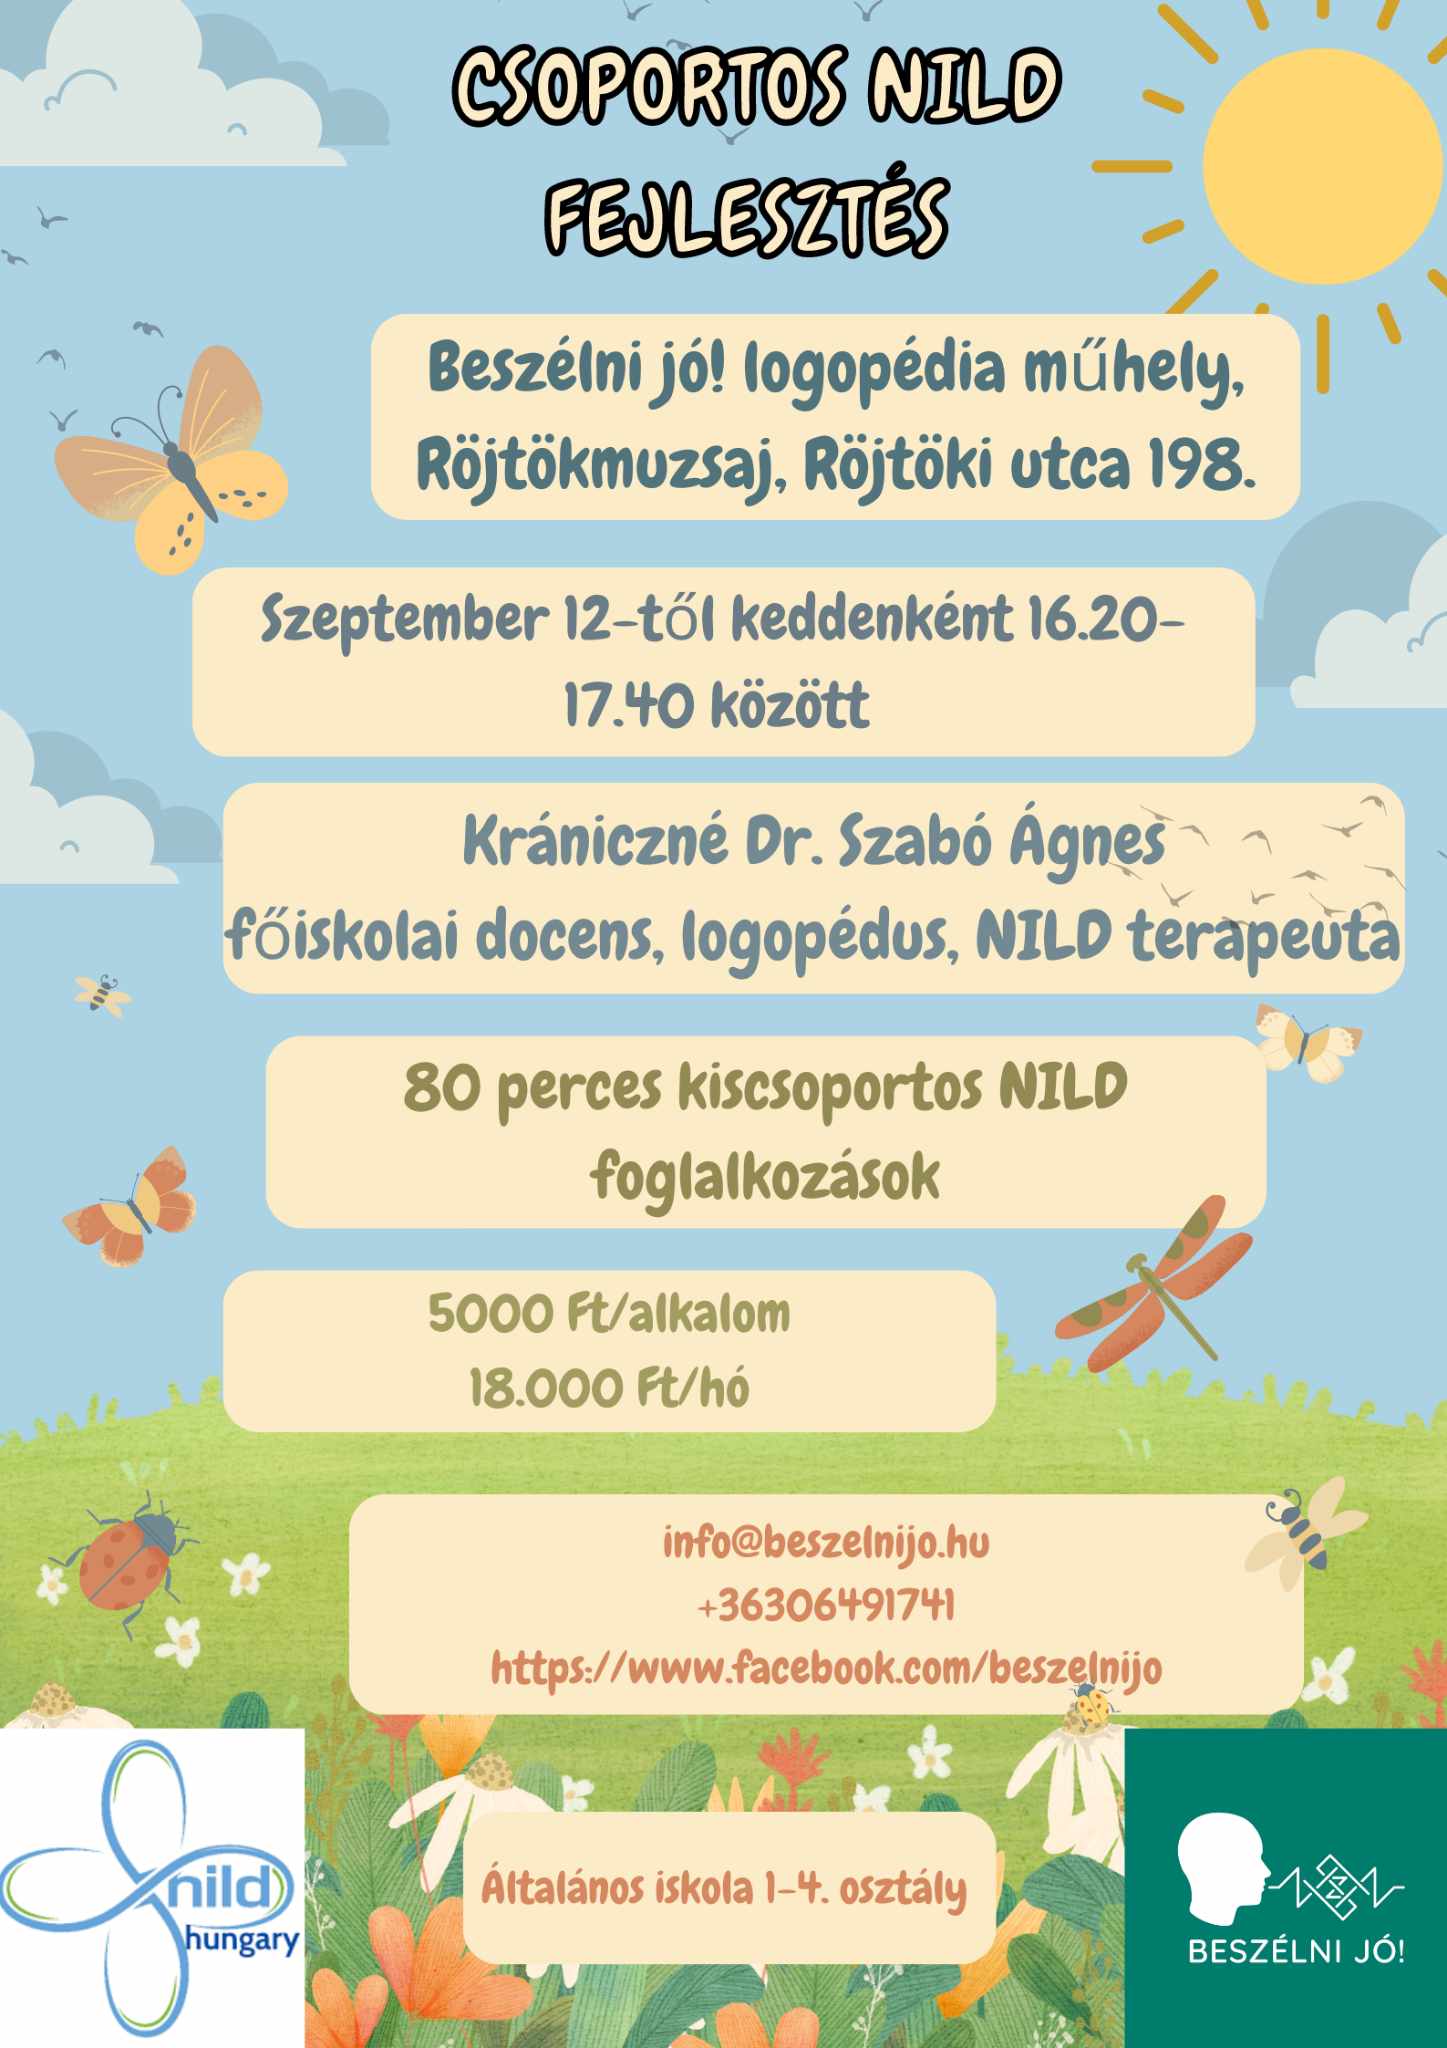 CSOPORTOS NILD
FEJLESZTÉS
Beszélni jó! logopédia műhely,
Röjtökmuzsaj, Röjtöki utca 198.
Szeptember 12-től keddenként 16.20-
17.40 között
Krániczné Dr. Szabó Ágnes
főiskolai docens, logopédus, NILD terapeuta
80 perces kiscsoportos NILD
foglalkozások
5000 Ft/alkalom
18.000 Ft/hó
info@beszelnijo.hu
+36306491741
https://www.facebook.com/beszelnijo
Általános iskola 1-4. osztály
nild
hungary
BESZÉLNI JÓ!